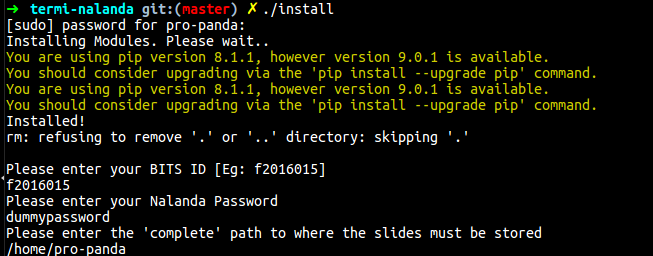 ➜  termi-nalanda git:(master) ✗ ./install
[sudo] password for pro-panda:
Installing Modules. Please wait..
You are using pip version 8.1.1, however version 9.0.1 is available.
You should consider upgrading via the 'pip install --upgrade pip' command.
You are using pip version 8.1.1, however version 9.0.1 is available.
You should consider upgrading via the 'pip install --upgrade pip' command.
Installed!
rm: refusing to remove '.' or '..' directory: skipping '.'
Please enter your BITS ID [Eg: f2016015]
f2016015
Please enter your Nalanda Password
dummypassword
Please enter the 'complete' path to where the slides must be stored
/home/pro-panda